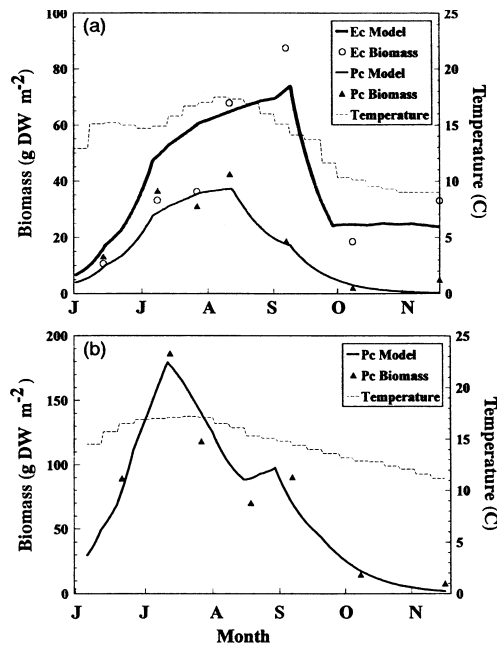 (a)
Ec Model
Ec Biomass
Pc Model
Pc Biomass
Temperature
100
80
60
40
20
0
Biomass (g DW m-2)
25
20
15
10
5
0
Temperature (C)
J J A S O N
(b)
Pc Model
Pc Biomass
Temperature
200
150
100
50
0
Biomass (g DW m-2)
25
20
15
10
5
0
Temperature (C)
J J A S O N
Month